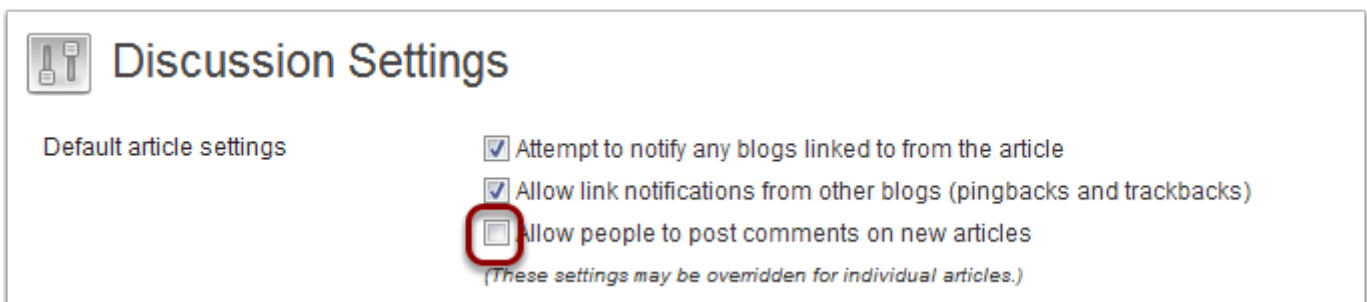 Discussion Settings
Default article settings
Attempt to notify any blogs linked to from the article
Allow link notifications from other blogs (pingbacks and trackbacks)
Allow people to post comments on new articles
(These settings may be overridden for individual articles.)